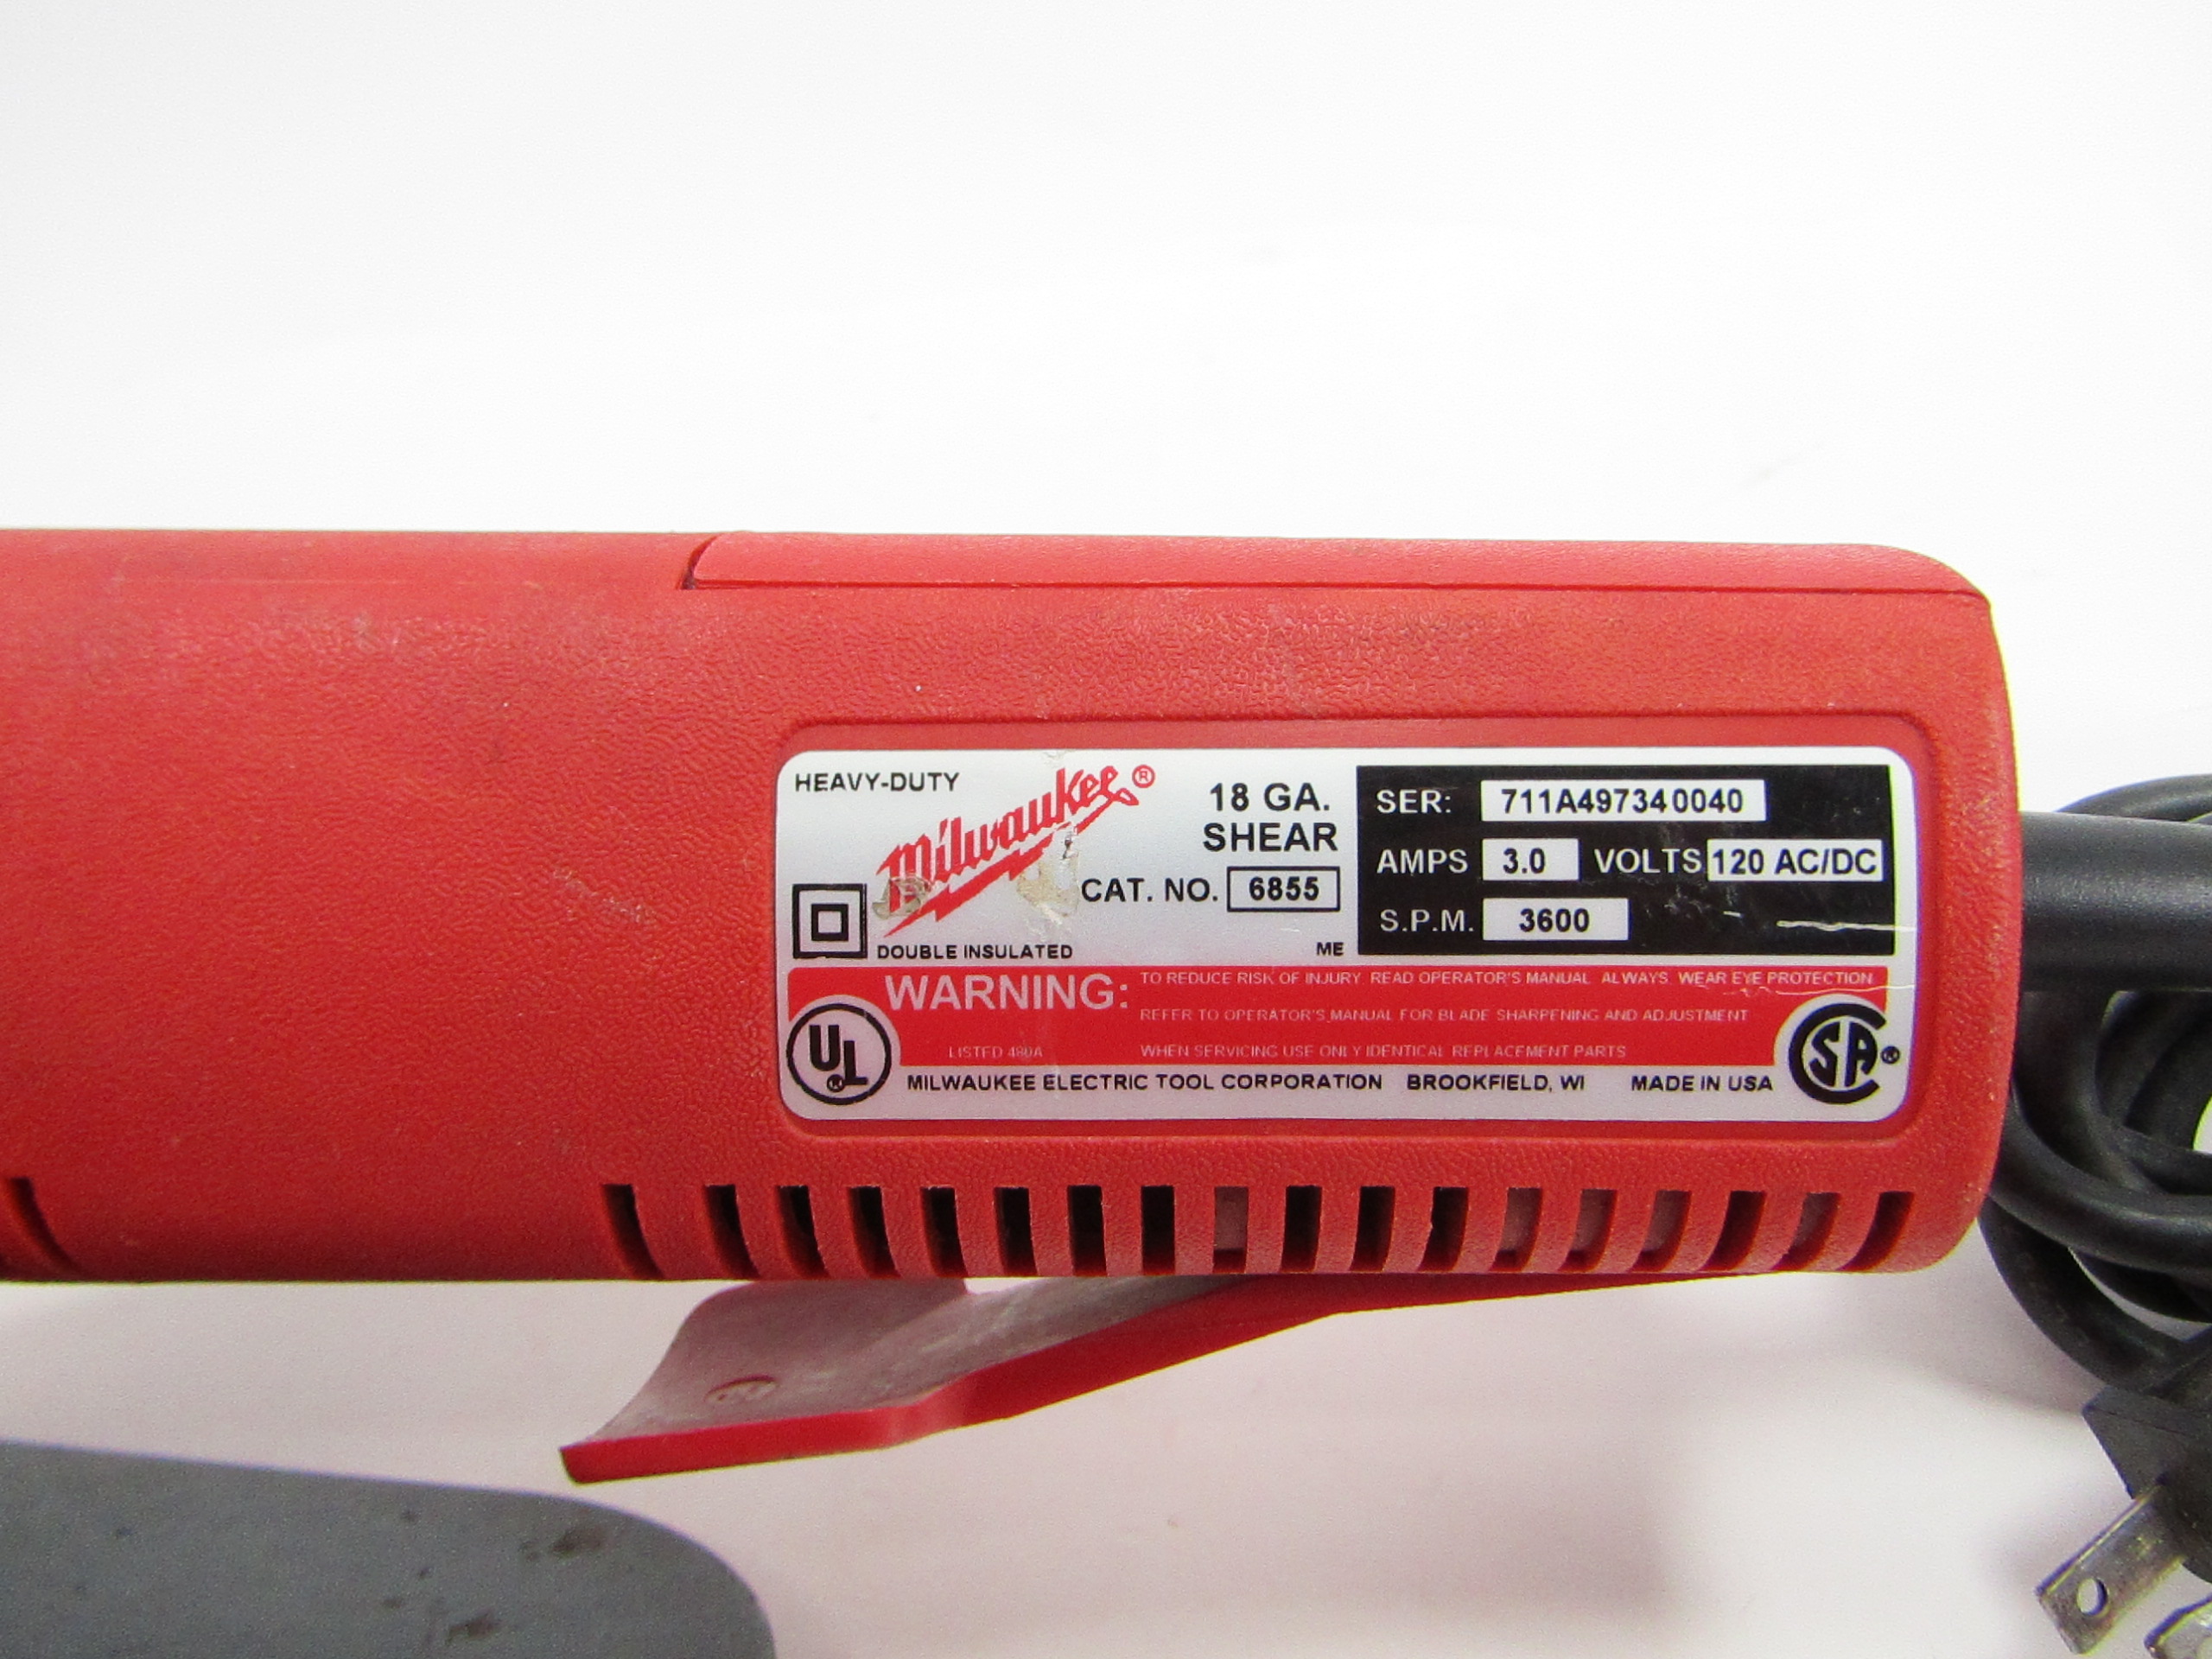 HEAVY-DUTY
Milwaukee®
18 GA.
SHEAR
CAT. NO. 6855
DOUBLE INSULATED
ME
SER: 711A497340040
AMPS 3.0 VOLTS 120 AC/DC
S.P.M. 3600
WARNING: TO REDUCE RISK OF INJURY READ OPERATOR'S MANUAL ALWAYS WEAR EYE PROTECTION
REFER TO OPERATOR'S MANUAL FOR BLADE SHARPENING AND ADJUSTMENT
LISTED 480A WHEN SERVICING USE ONLY IDENTICAL REPLACEMENT PARTS
UL®
SA®
MILWAUKEE ELECTRIC TOOL CORPORATION BROOKFIELD, WI MADE IN USA